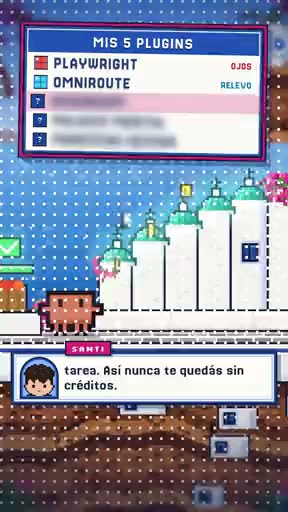 MIS 5 PLUGINS
PLAYWRIGHT OJOS
OMNIROUTE RELEVO
?
?
?
SANTI
tarea. Así nunca te quedás sin
créditos.